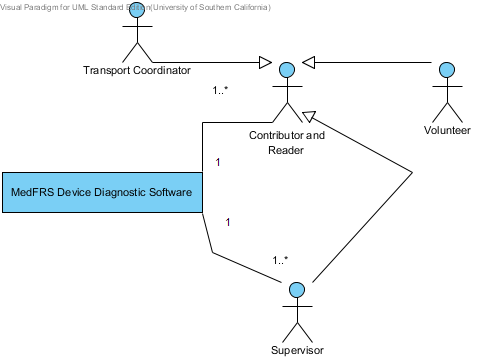 Visual Paradigm for UML Standard Edition(University of Southern California)
Transport Coordinator
1..*
Volunteer
Contributor and
Reader
1
MedFRS Device Diagnostic Software
1
1..*
Supervisor